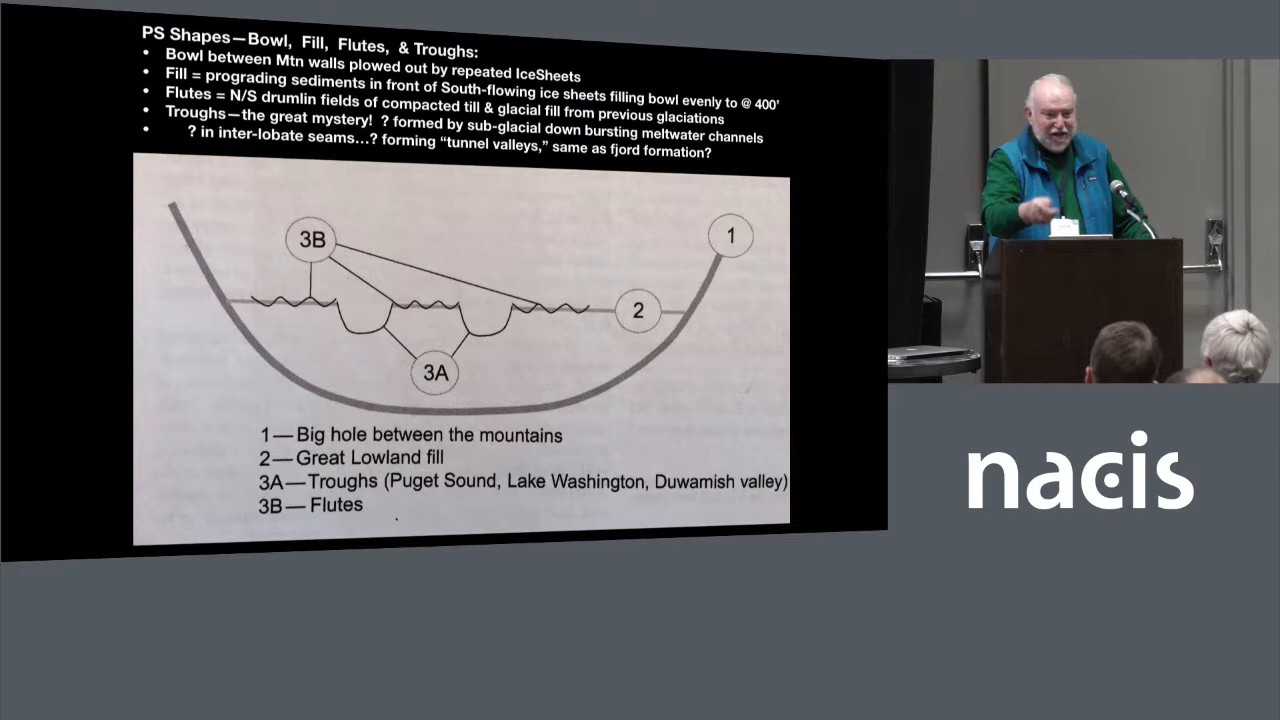 PS Shapes—Bowl, Fill, Flutes, & Troughs:
• Bowl between Mtn walls plowed out by repeated IceSheets
• Fill = prograding sediments in front of South-flowing ice sheets filling bowl evenly to @ 400'
• Flutes = N/S drumlin fields of compacted till & glacial fill from previous glaciations
• Troughs—the great mystery! ? formed by sub-glacial down bursting meltwater channels
• ? in inter-lobate seams...? forming “tunnel valleys,” same as fjord formation?
3B
1
2
3A
1—Big hole between the mountains
2—Great Lowland fill
3A—Troughs (Puget Sound, Lake Washington, Duwamish valley)
3B—Flutes
nacis